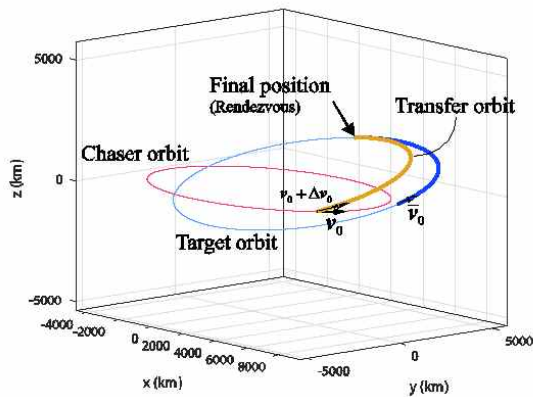 5000
Final position
(Rendezvous)
Transfer orbit
Chaser orbit
z (km)
0
v₀ + Δv₀
v₀
v̄₀
Target orbit
-5000
-4000
-2000
0
2000
4000
6000
8000
x (km)
-5000
0
5000
y (km)